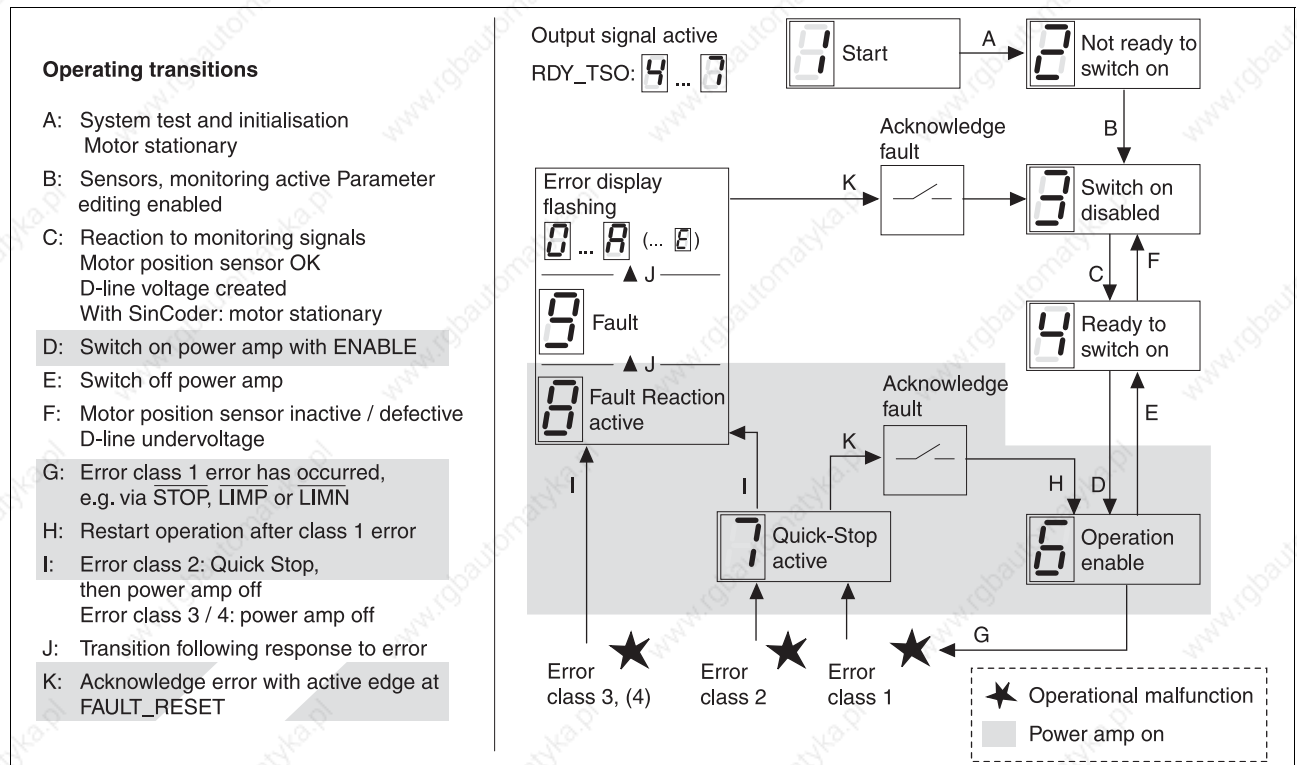 Operating transitions
A: System test and initialisation
Motor stationary
B: Sensors, monitoring active Parameter
editing enabled
C: Reaction to monitoring signals
Motor position sensor OK
D-line voltage created
With SinCoder: motor stationary
D: Switch on power amp with ENABLE
E: Switch off power amp
F: Motor position sensor inactive / defective
D-line undervoltage
G: Error class 1 error has occurred,
e.g. via STOP, LIMP or LIMN
H: Restart operation after class 1 error
I: Error class 2: Quick Stop,
then power amp off
Error class 3 / 4: power amp off
J: Transition following response to error
K: Acknowledge error with active edge at
FAULT_RESET
Output signal active
RDY_TSO: 4 ... 7
1 Start
A
2 Not ready to
switch on
B
Acknowledge
fault
K
Error display
flashing
0 ... A (... E)
J
9 Fault
J
8 Fault Reaction
active
3 Switch on
disabled
C
F
4 Ready to
switch on
Acknowledge
fault
K
E
H
D
I
I
7 Quick-Stop
active
6 Operation
enable
G
Error
class 3, (4)
Error
class 2
Error
class 1
Operational malfunction
Power amp on
www.rgbautomatyka.pl